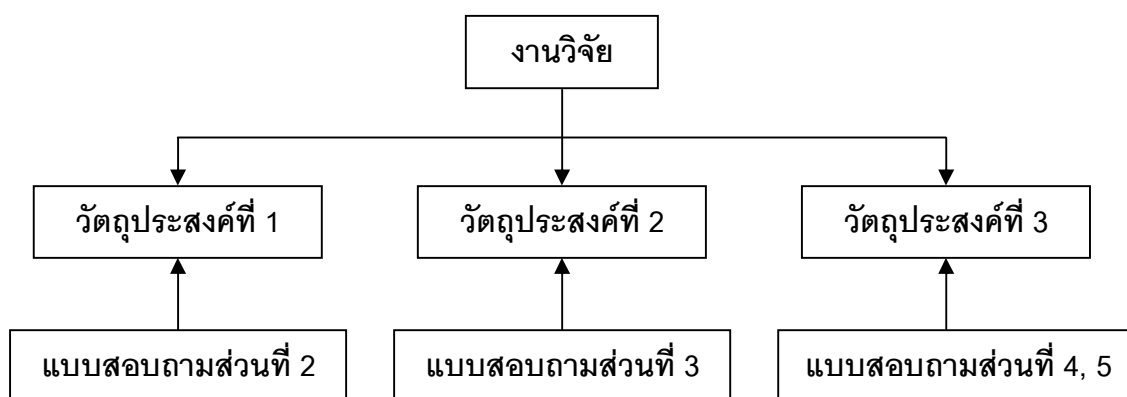 งานวิจัย
วัตถุประสงค์ที่ 1
วัตถุประสงค์ที่ 2
วัตถุประสงค์ที่ 3
แบบสอบถามส่วนที่ 2
แบบสอบถามส่วนที่ 3
แบบสอบถามส่วนที่ 4, 5